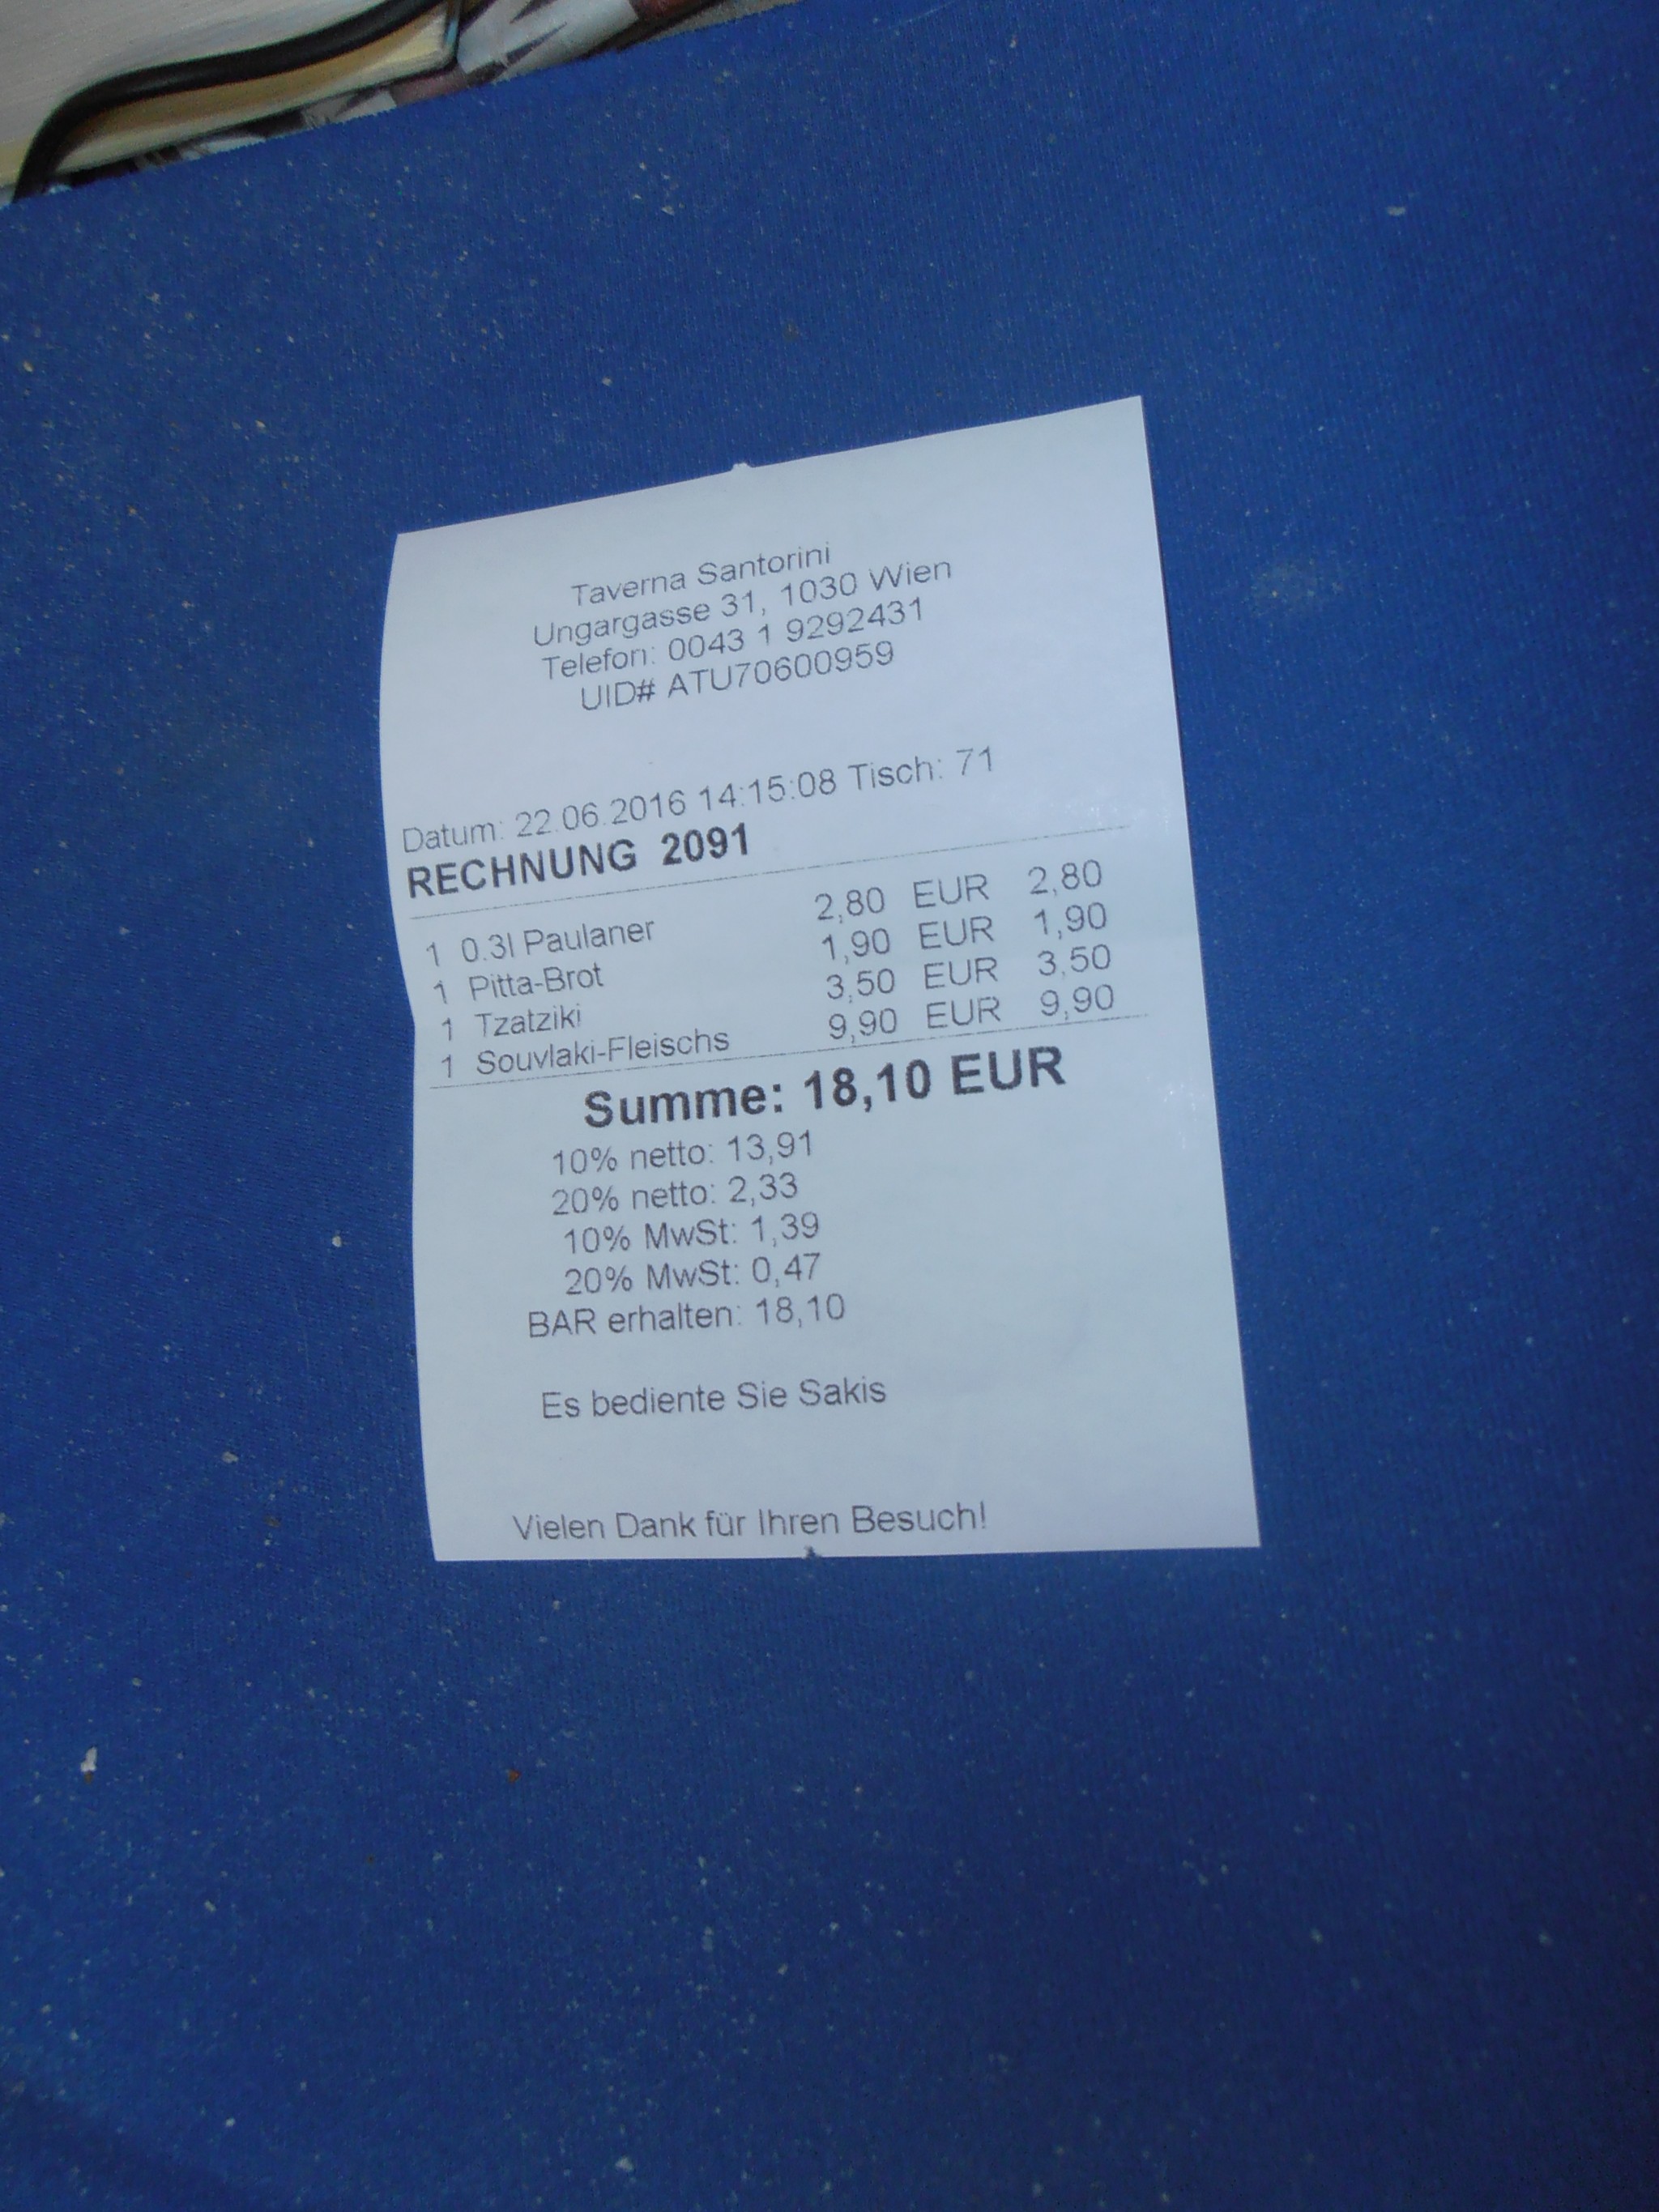 Taverna Santorini
Ungargasse 31, 1030 Wien
Telefon: 0043 1 9292431
UID# ATU70600959
Datum: 22.06.2016 14:15:08 Tisch: 71
RECHNUNG 2091
1 0.3l Paulaner 2,80 EUR 2,80
1 Pitta-Brot 1,90 EUR 1,90
1 Tzatziki 3,50 EUR 3,50
1 Souvlaki-Fleischs 9,90 EUR 9,90
Summe: 18,10 EUR
10% netto: 13,91
20% netto: 2,33
10% MwSt: 1,39
20% MwSt: 0,47
BAR erhalten: 18,10
Es bediente Sie Sakis
Vielen Dank für Ihren Besuch!